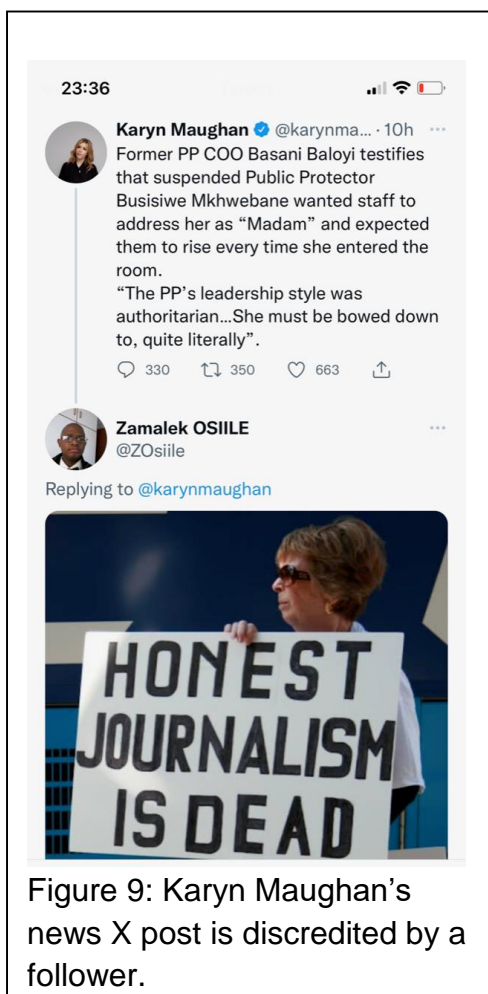 23:36
Karyn Maughan @karynma... · 10h ...
Former PP COO Basani Baloyi testifies
that suspended Public Protector
Busisiwe Mkhwebane wanted staff to
address her as “Madam” and expected
them to rise every time she entered the
room.
“The PP’s leadership style was
authoritarian...She must be bowed down
to, quite literally”.
330 350 663
Zamalek OSIILE ...
@ZOsiile
Replying to @karynmaughan
HONEST
JOURNALISM
IS DEAD
Figure 9: Karyn Maughan’s
news X post is discredited by a
follower.